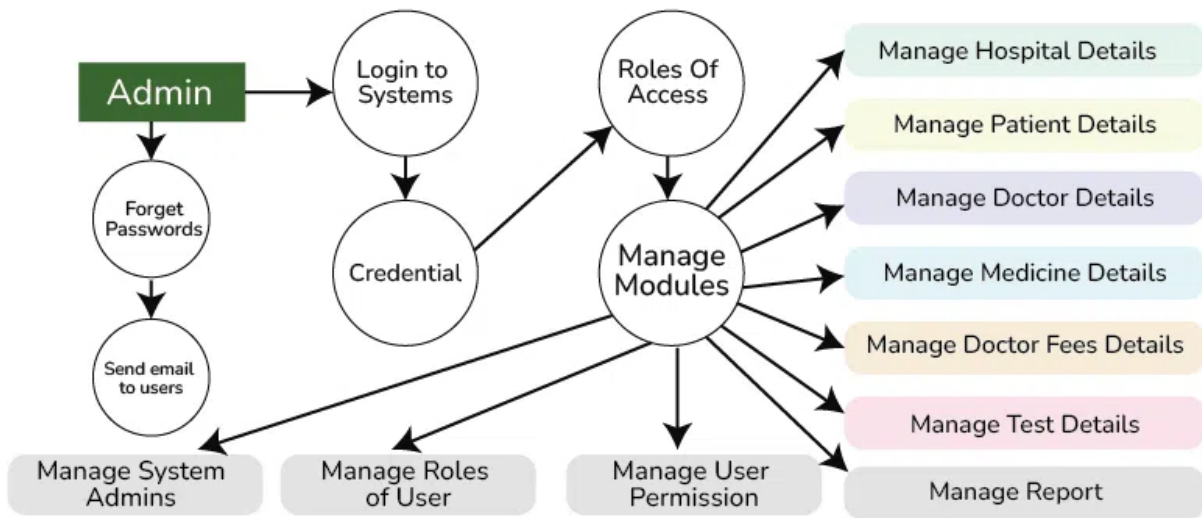 Admin
Login to
Systems
Roles Of
Access
Manage Hospital Details
Manage Patient Details
Forget
Passwords
Credential
Manage
Modules
Manage Doctor Details
Manage Medicine Details
Manage Doctor Fees Details
Send email
to users
Manage Test Details
Manage System
Admins
Manage Roles
of User
Manage User
Permission
Manage Report